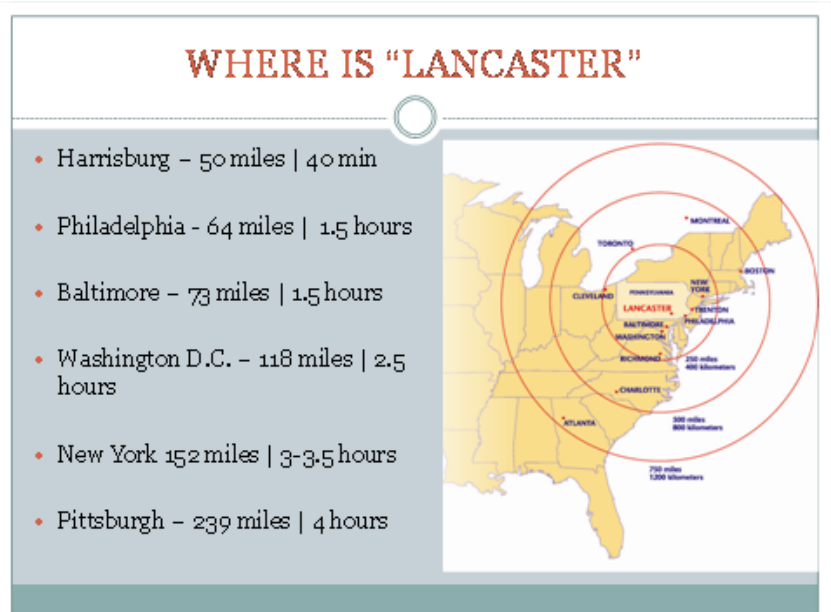 WHERE IS “LANCASTER”
• Harrisburg – 50 miles | 40 min
• Philadelphia - 64 miles | 1.5 hours
• Baltimore – 73 miles | 1.5 hours
• Washington D.C. – 118 miles | 2.5
hours
• New York 152 miles | 3-3.5 hours
• Pittsburgh – 239 miles | 4 hours
MONTREAL
TORONTO
BOSTON
CLEVELAND
PENNSYLVANIA
NEW
YORK
LANCASTER
TRENTON
PHILADELPHIA
BALTIMORE
WASHINGTON
RICHMOND
250 miles
400 kilometers
CHARLOTTE
500 miles
800 kilometers
ATLANTA
750 miles
1200 kilometers